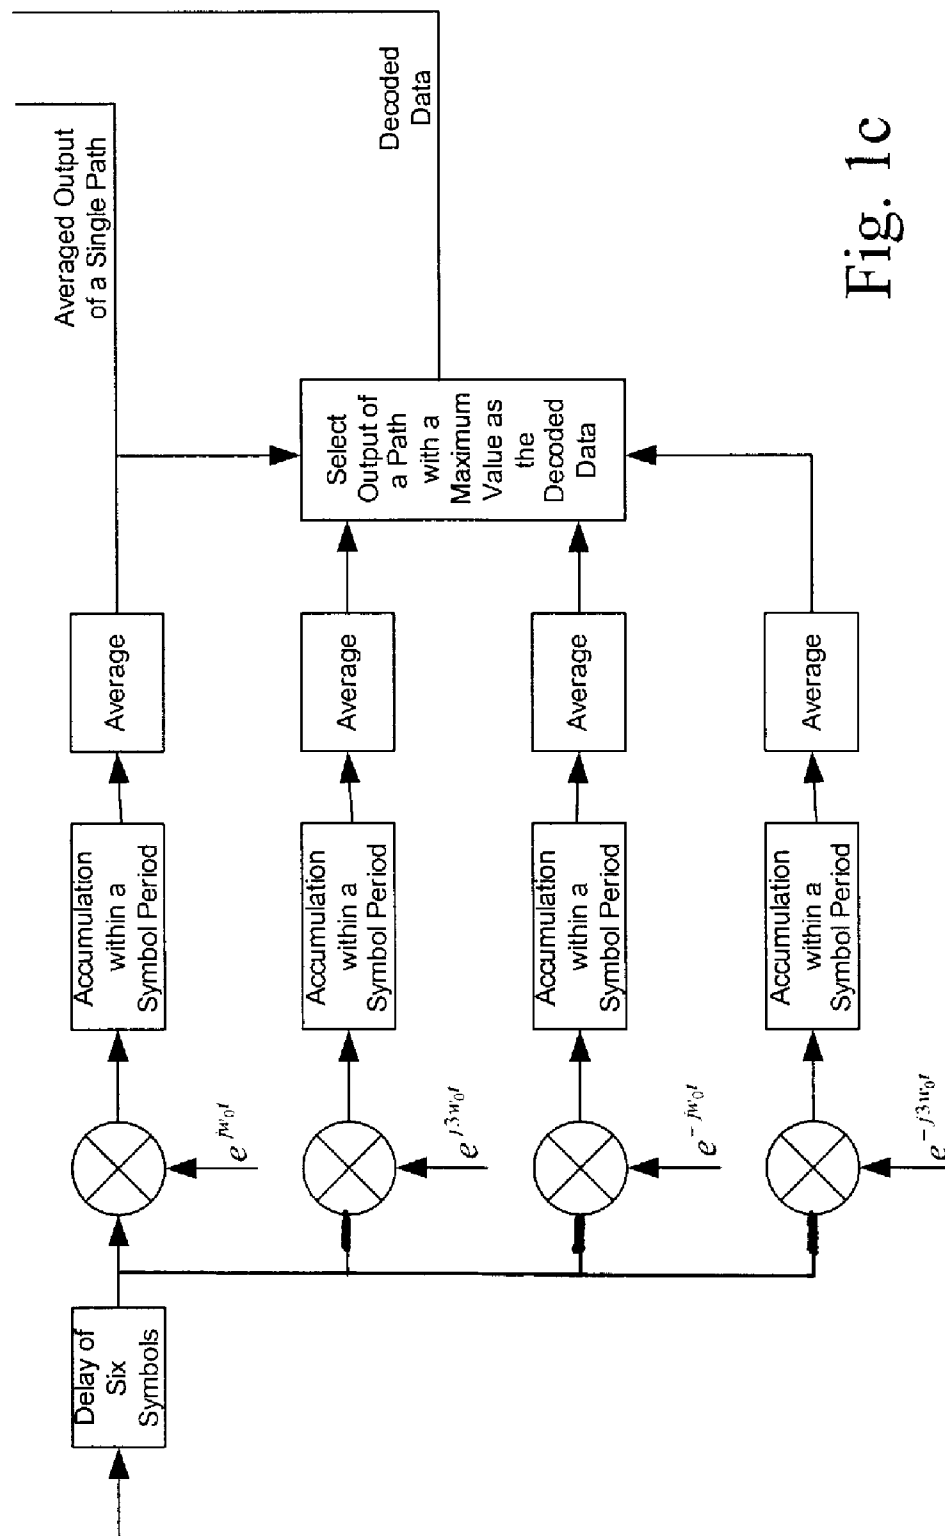 Delay of
Six
Symbols
e^{jw_0t}
Accumulation
within a
Symbol Period
Average
Averaged Output
of a Single Path
e^{j3w_0t}
Accumulation
within a
Symbol Period
Average
Select
Output of
a Path
with a
Maximum
Value as
the
Decoded
Data
Decoded
Data
e^{-jw_0t}
Accumulation
within a
Symbol Period
Average
e^{-j3w_0t}
Accumulation
within a
Symbol Period
Average
Fig. 1c